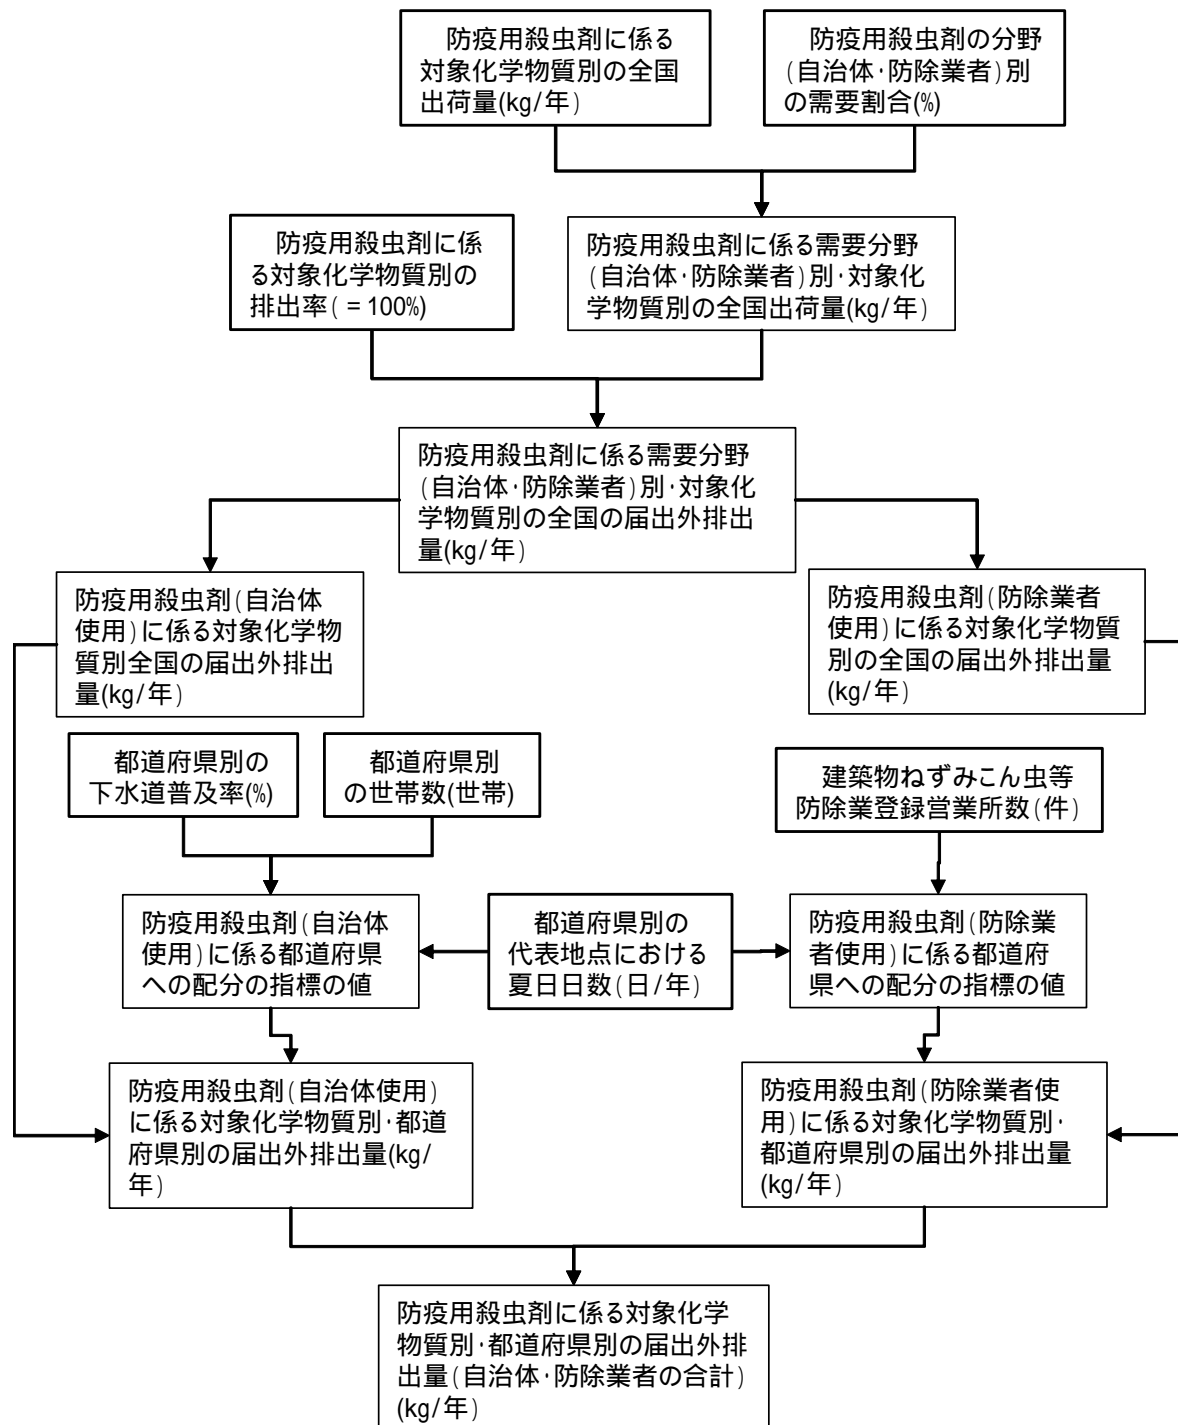 防疫用殺虫剤に係る
対象化学物質別の全国
出荷量(kg/年)
防疫用殺虫剤の分野
(自治体·防除業者)別
の需要割合(%)
防疫用殺虫剤に係
る対象化学物質別の
排出率(=100%)
防疫用殺虫剤に係る需要分野
(自治体·防除業者)別·対象化
学物質別の全国出荷量(kg/年)
防疫用殺虫剤に係る需要分野
(自治体·防除業者)別·対象化
学物質別の全国の届出外排出
量(kg/年)
防疫用殺虫剤(自治体
使用)に係る対象化学物
質別全国の届出外排出
量(kg/年)
防疫用殺虫剤(防除業者
使用)に係る対象化学物質
別の全国の届出外排出量
(kg/年)
都道府県別の
下水道普及率(%)
都道府県別
の世帯数(世帯)
建築物ねずみこん虫等
防除業登録営業所数(件)
防疫用殺虫剤(自治体
使用)に係る都道府県
への配分の指標の値
都道府県別の
代表地点における
夏日日数(日/年)
防疫用殺虫剤(防除業
者使用)に係る都道府
県への配分の指標の値
防疫用殺虫剤(自治体使用)
に係る対象化学物質別·都道
府県別の届出外排出量(kg/
年)
防疫用殺虫剤(防除業者使
用)に係る対象化学物質別·
都道府県別の届出外排出量
(kg/年)
防疫用殺虫剤に係る対象化学
物質別·都道府県別の届出外排
出量(自治体·防除業者の合計)
(kg/年)